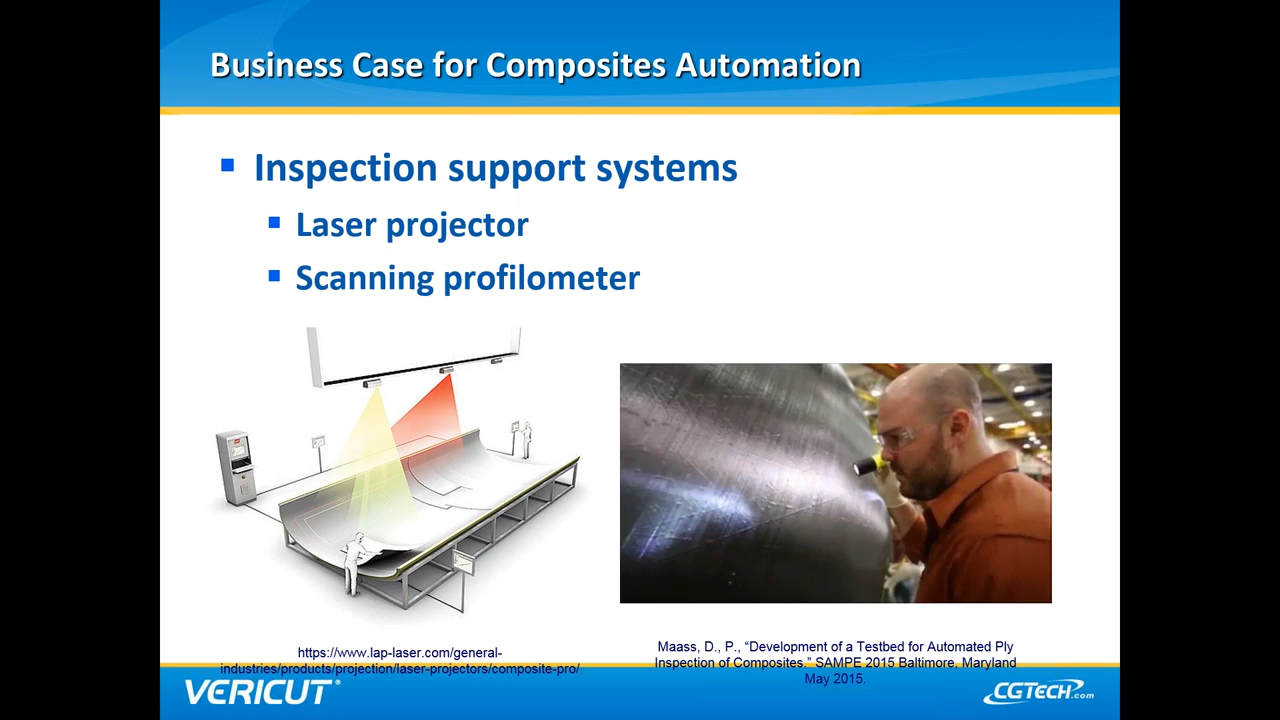 Business Case for Composites Automation
Inspection support systems
Laser projector
Scanning profilometer
https://www.lap-laser.com/general-
industries/products/projection/laser-projectors/composite-pro/
Maass, D., P., “Development of a Testbed for Automated Ply
Inspection of Composites.” SAMPE 2015 Baltimore, Maryland
May 2015.
VERICUT®
CGTECH.com